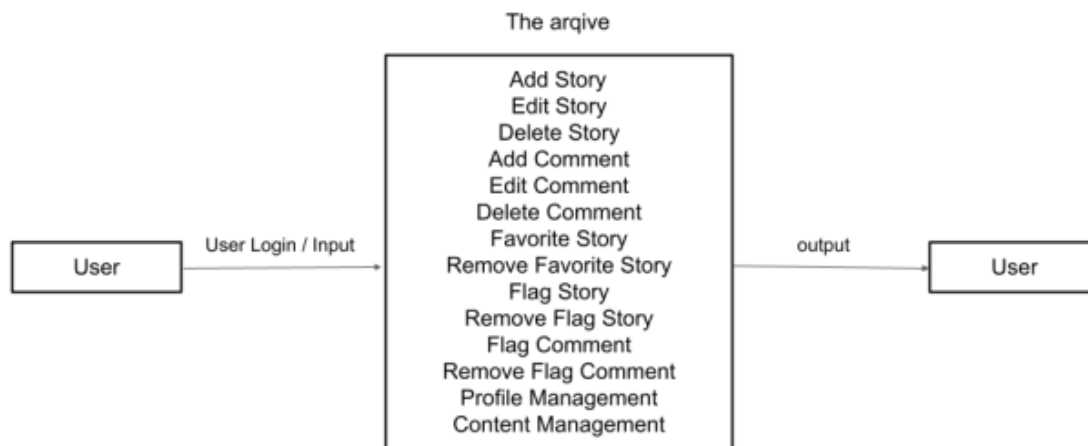 The arqive
Add Story
Edit Story
Delete Story
Add Comment
Edit Comment
Delete Comment
Favorite Story
Remove Favorite Story
Flag Story
Remove Flag Story
Flag Comment
Remove Flag Comment
Profile Management
Content Management
User
User Login / Input
output
User